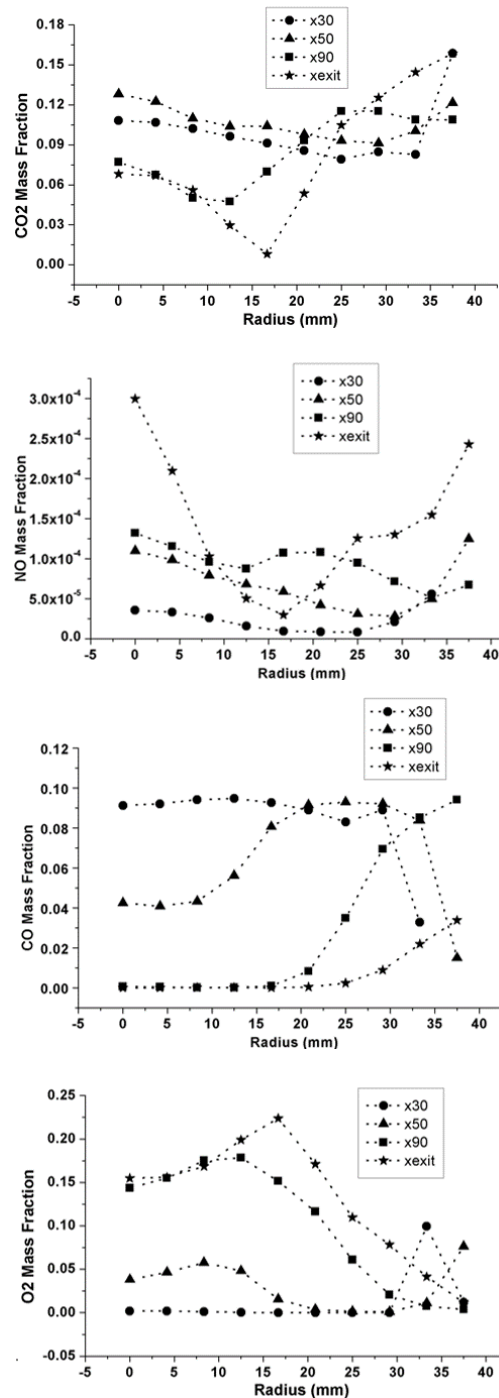 x30
x50
x90
xexit
CO2 Mass Fraction
0.18
0.15
0.12
0.09
0.06
0.03
0.00
-5 0 5 10 15 20 25 30 35 40
Radius (mm)
x30
x50
x90
xexit
NO Mass Fraction
3.0x10-4
2.5x10-4
2.0x10-4
1.5x10-4
1.0x10-4
5.0x10-5
0.0
-5 0 5 10 15 20 25 30 35 40
Radius (mm)
x30
x50
x90
xexit
CO Mass Fraction
0.12
0.10
0.08
0.06
0.04
0.02
0.00
-5 0 5 10 15 20 25 30 35 40
Radius (mm)
x30
x50
x90
xexit
O2 Mass Fraction
0.25
0.20
0.15
0.10
0.05
0.00
-0.05
-5 0 5 10 15 20 25 30 35 40
Radius (mm)